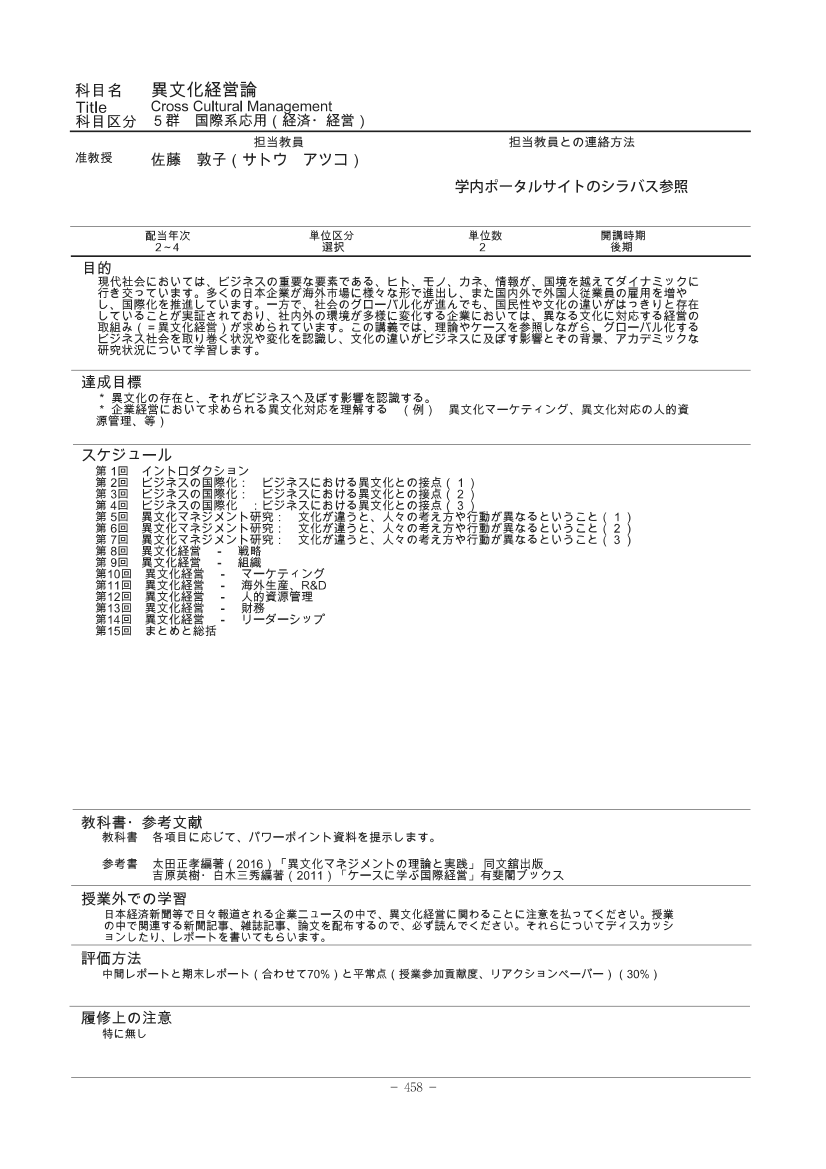 科目名　異文化経営論
Title　Cross Cultural Management
科目区分　５群　国際系応用（経済・経営）
担当教員　担当教員との連絡方法
准教授　佐藤　敦子（サトウ　アツコ）
学内ポータルサイトのシラバス参照
配当年次　単位区分　単位数　開講時期
2～4　選択　2　後期
目的
現代社会においては、ビジネスの重要な要素である、ヒト、モノ、カネ、情報が、国境を越えてダイナミックに
行き交っています。多くの日本企業が海外市場に様々な形で進出し、また国内外で外国人従業員の雇用を増や
し、国際化を推進しています。一方で、社会のグローバル化が進んでも、国民性や文化の違いがはっきりと存在
していることが実証されており、社内外の環境が多様に変化する企業においては、異なる文化に対応する経営の
取組み（＝異文化経営）が求められています。この講義では、理論やケースを参照しながら、グローバル化する
ビジネス社会を取り巻く状況や変化を認識し、文化の違いがビジネスに及ぼす影響とその背景、アカデミックな
研究状況について学習します。
達成目標
* 異文化の存在と、それがビジネスへ及ぼす影響を認識する。
* 企業経営において求められる異文化対応を理解する　（例）　異文化マーケティング、異文化対応の人的資
源管理、等）
スケジュール
第 1回　イントロダクション
第 2回　ビジネスの国際化：　ビジネスにおける異文化との接点（ 1 ）
第 3回　ビジネスの国際化：　ビジネスにおける異文化との接点（ 2 ）
第 4回　ビジネスの国際化　：ビジネスにおける異文化との接点（ 3 ）
第 5回　異文化マネジメント研究：　文化が違うと、人々の考え方や行動が異なるということ（ 1 ）
第 6回　異文化マネジメント研究：　文化が違うと、人々の考え方や行動が異なるということ（ 2 ）
第 7回　異文化マネジメント研究：　文化が違うと、人々の考え方や行動が異なるということ（ 3 ）
第 8回　異文化経営　-　戦略
第 9回　異文化経営　-　組織
第10回　異文化経営　-　マーケティング
第11回　異文化経営　-　海外生産、R&D
第12回　異文化経営　-　人的資源管理
第13回　異文化経営　-　財務
第14回　異文化経営　-　リーダーシップ
第15回　まとめと総括
教科書・参考文献
教科書　各項目に応じて、パワーポイント資料を提示します。
参考書　太田正孝編著（2016）「異文化マネジメントの理論と実践」 同文舘出版
吉原英樹・白木三秀編著（2011）「ケースに学ぶ国際経営」有斐閣ブックス
授業外での学習
日本経済新聞等で日々報道される企業ニュースの中で、異文化経営に関わることに注意を払ってください。授業
の中で関連する新聞記事、雑誌記事、論文を配布するので、必ず読んでください。それらについてディスカッシ
ョンしたり、レポートを書いてもらいます。
評価方法
中間レポートと期末レポート（合わせて70%）と平常点（授業参加貢献度、リアクションペーパー）（30%）
履修上の注意
特に無し
－ 458 －